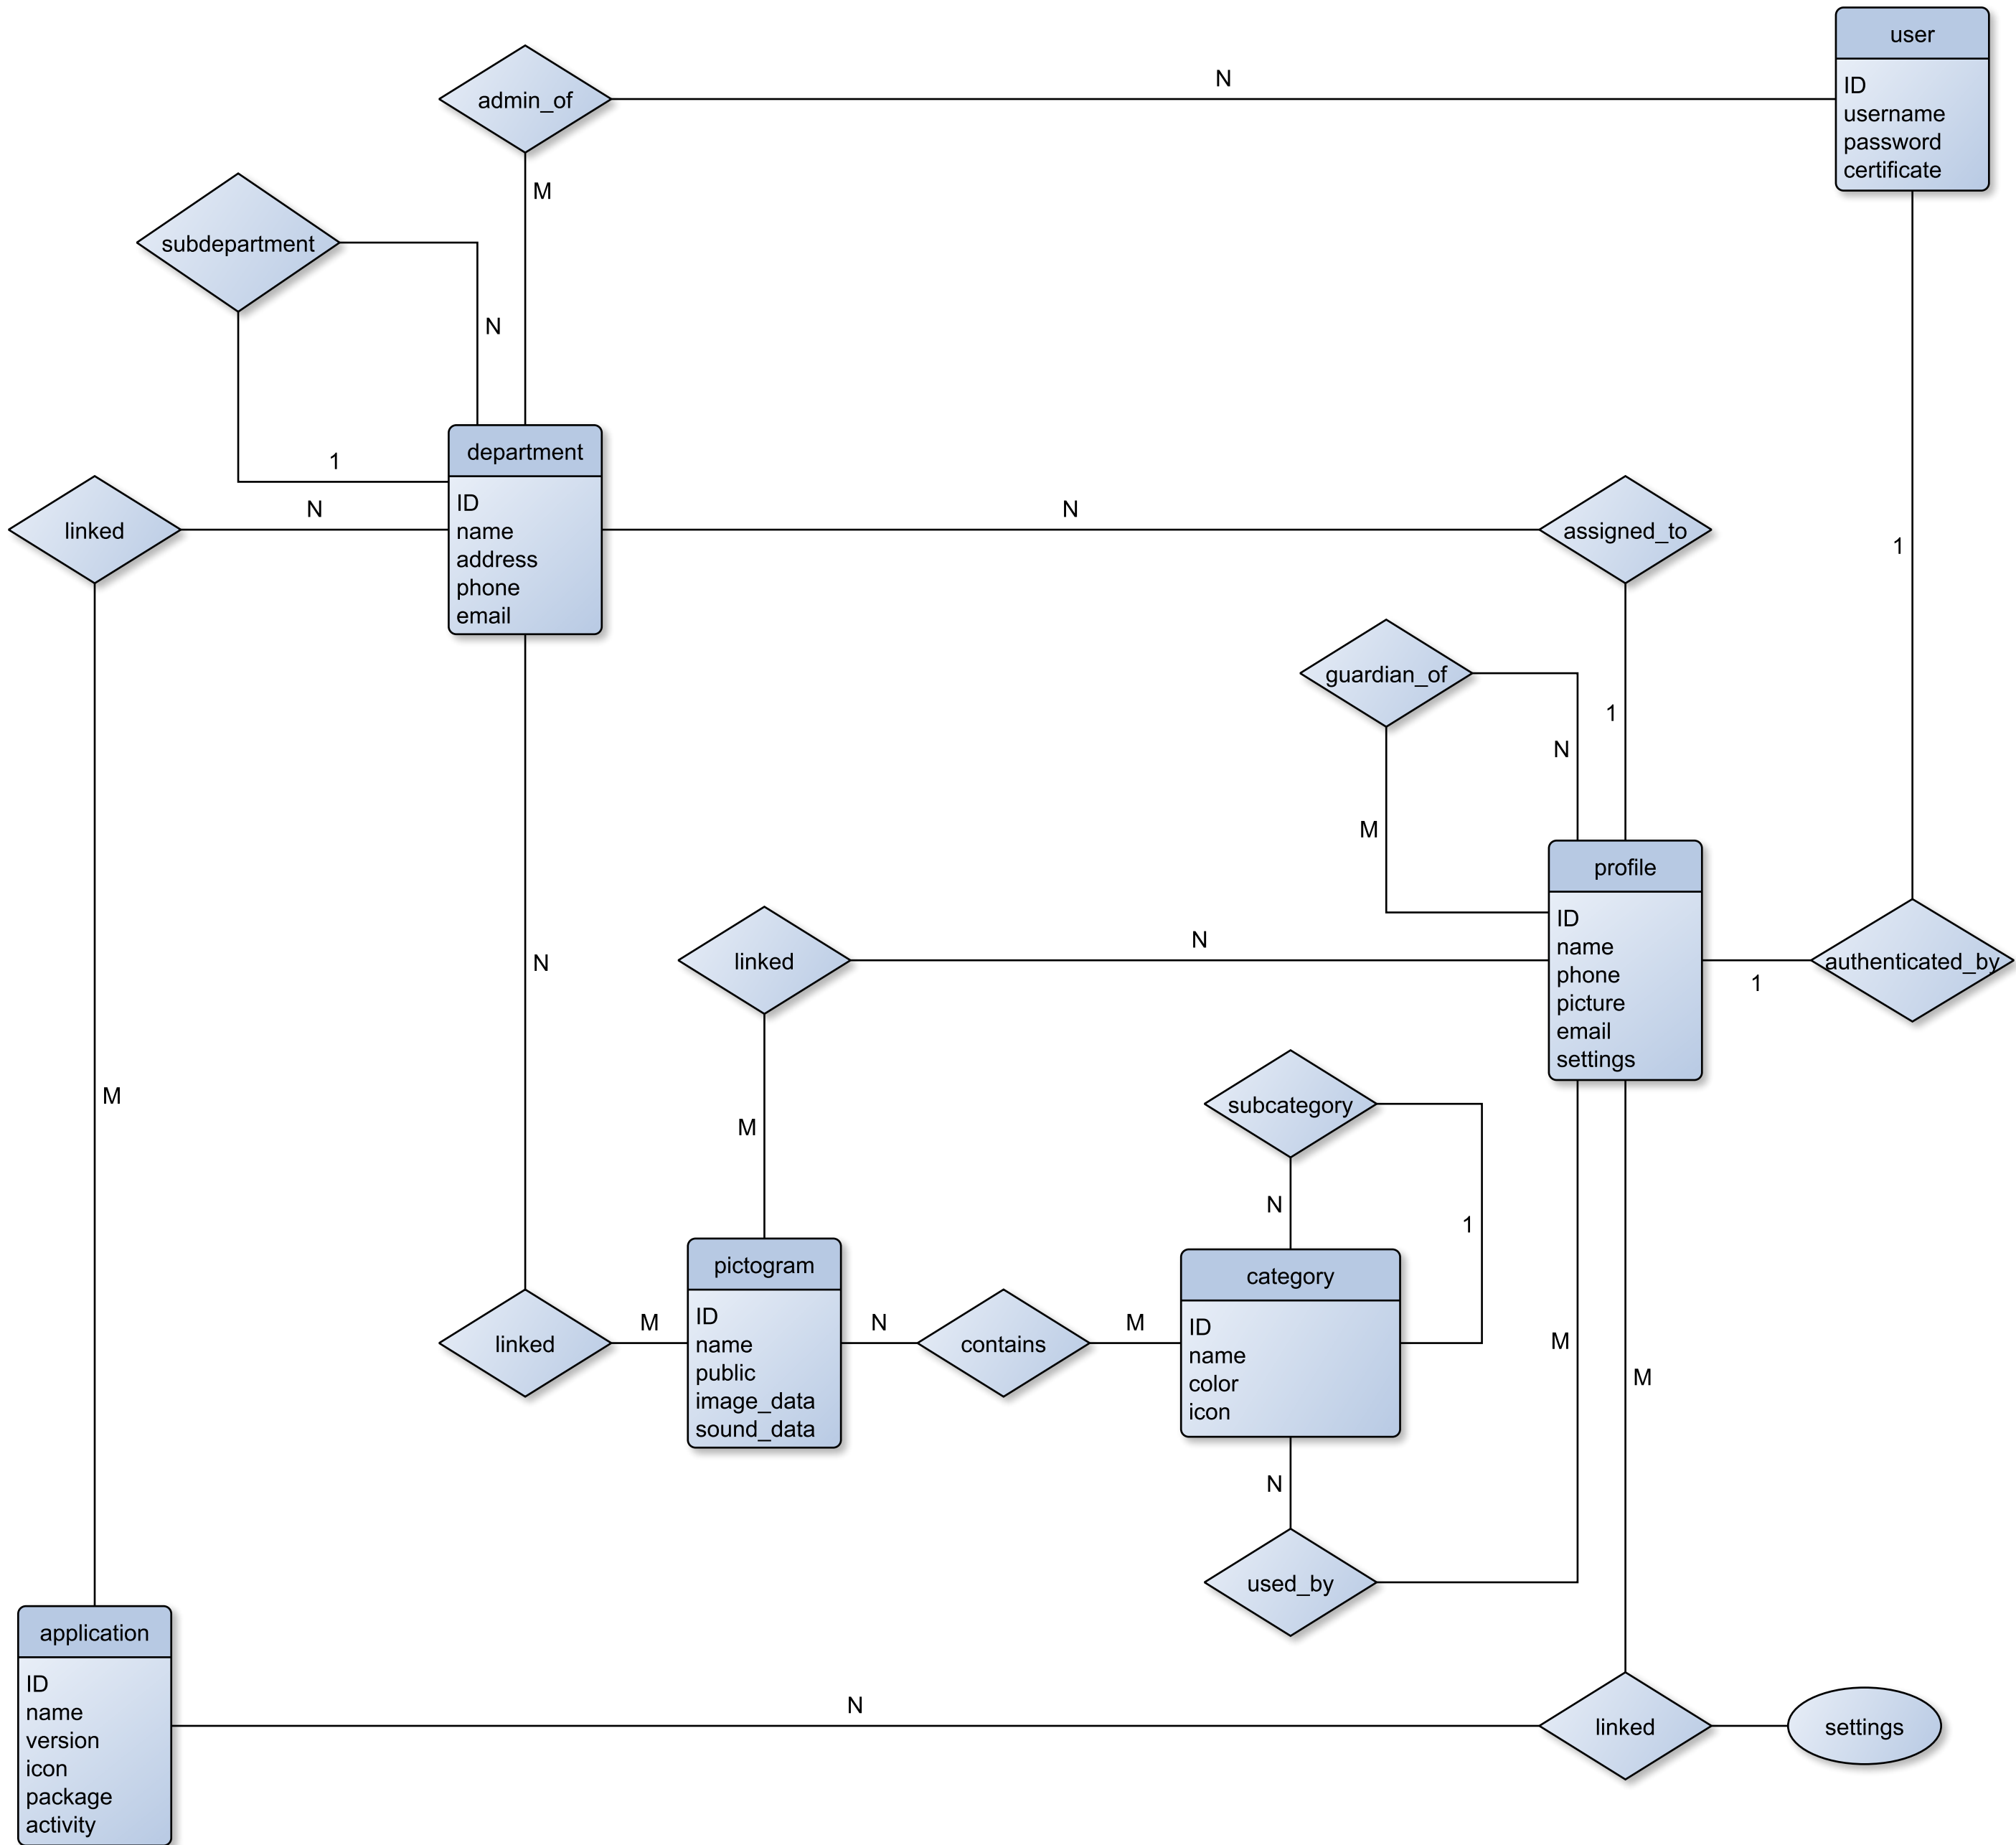 user
ID
username
password
certificate
admin_of
N
M
subdepartment
N
1
department
ID
name
address
phone
email
linked
N
N
assigned_to
1
1
guardian_of
N
M
profile
ID
name
phone
picture
email
settings
linked
N
N
authenticated_by
1
M
M
subcategory
N
1
pictogram
ID
name
public
image_data
sound_data
category
ID
name
color
icon
linked
M
N
contains
M
M
M
N
used_by
application
ID
name
version
icon
package
activity
N
linked
settings